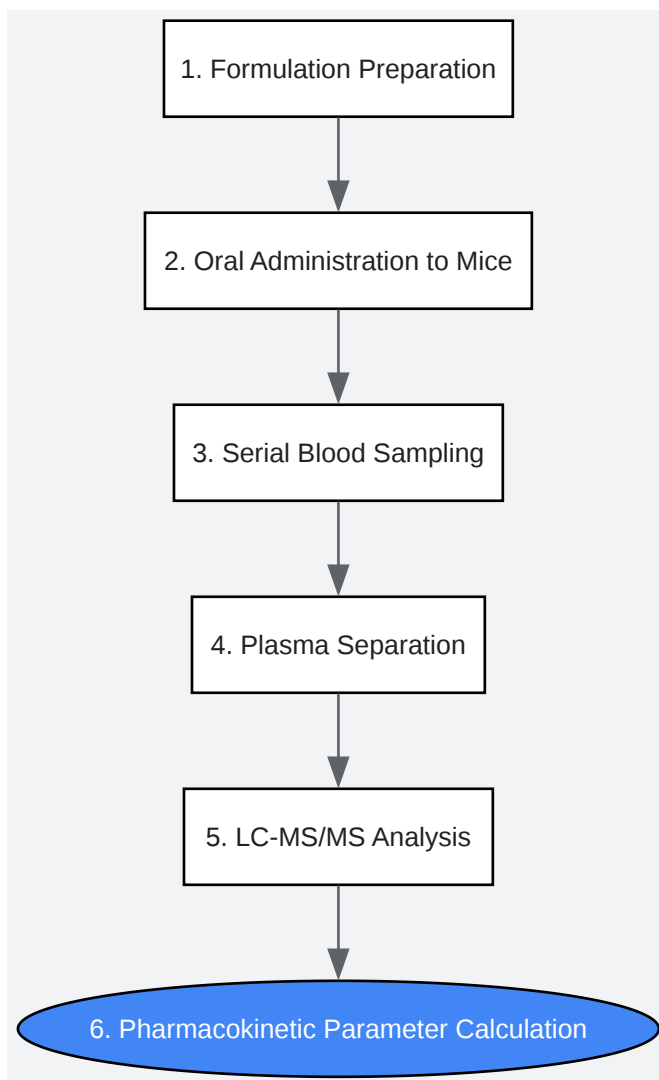 1. Formulation Preparation
2. Oral Administration to Mice
3. Serial Blood Sampling
4. Plasma Separation
5. LC-MS/MS Analysis
6. Pharmacokinetic Parameter Calculation